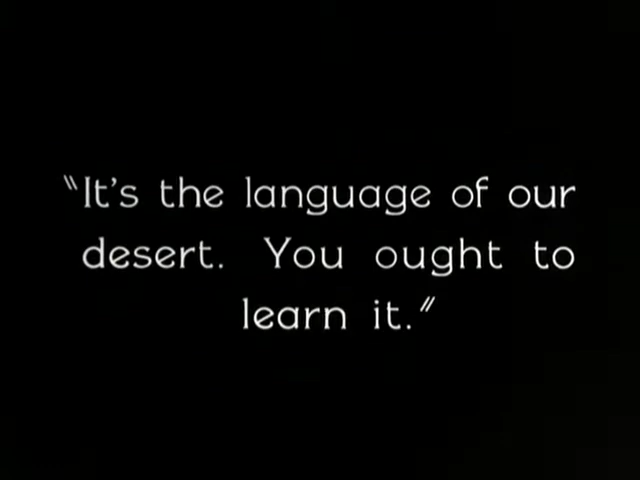 "It's the language of our
desert. You ought to
learn it."